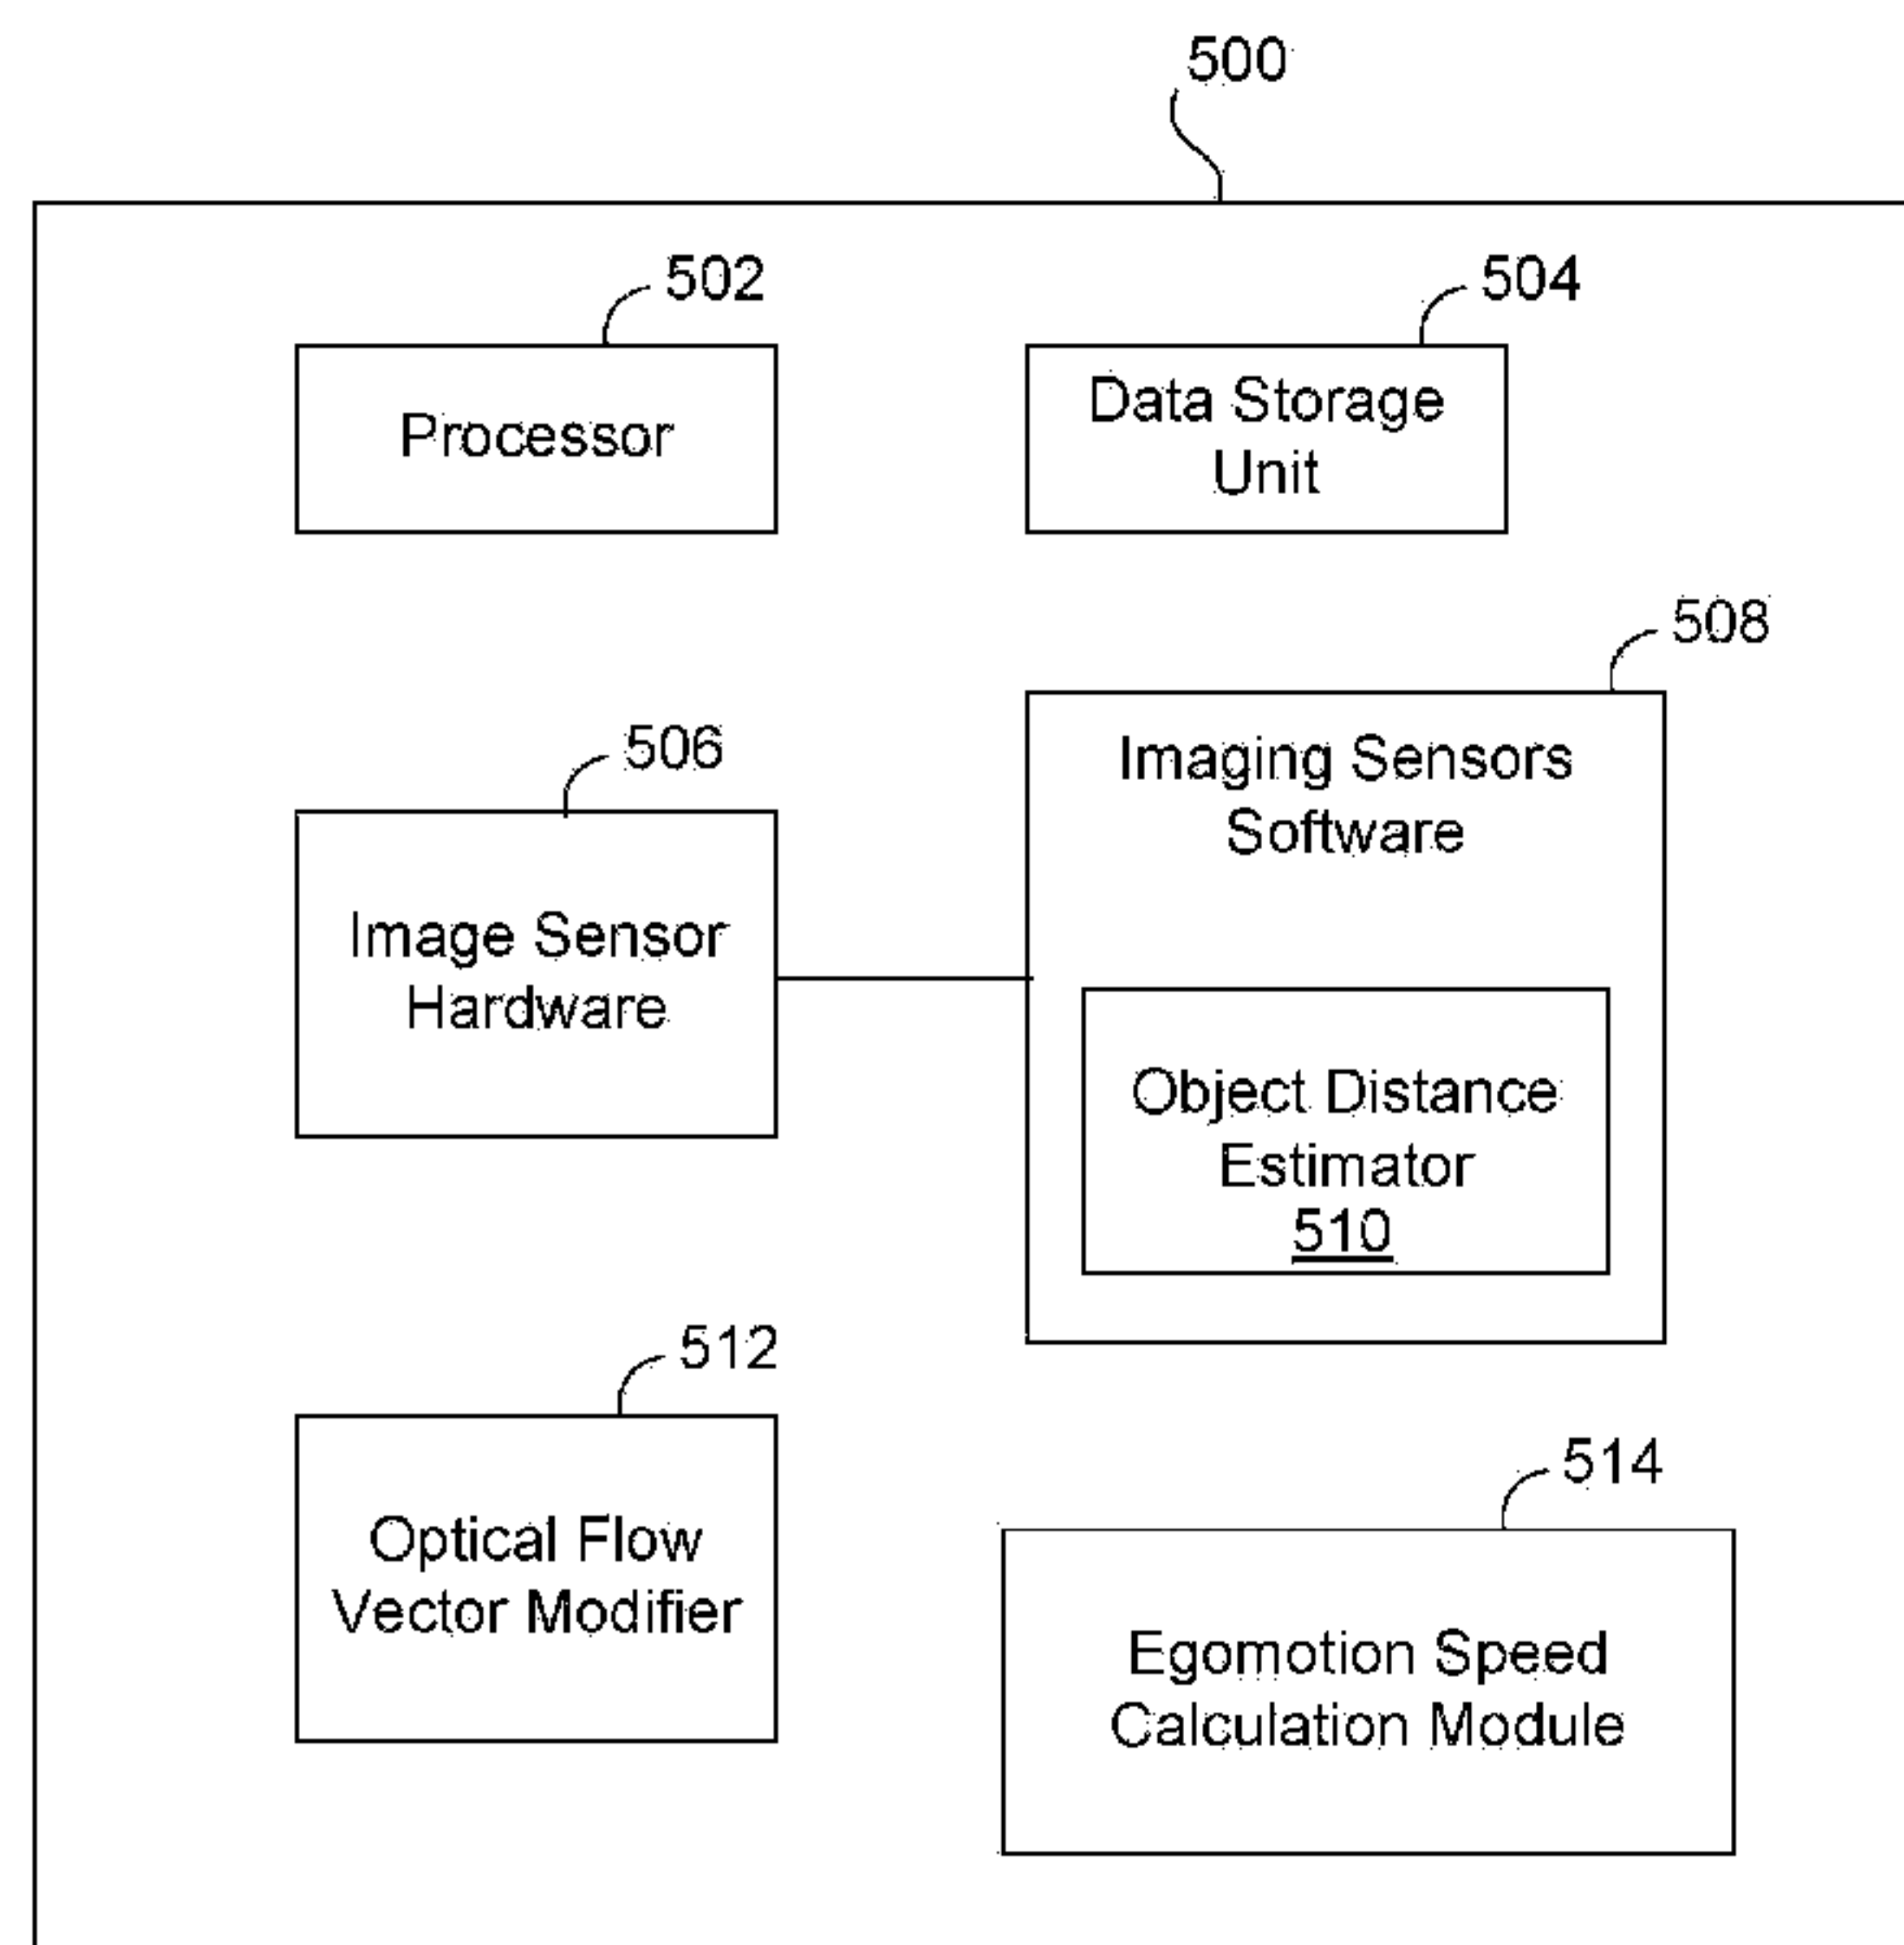 500
502
504
Processor
Data Storage
Unit
508
506
Imaging Sensors
Software
Image Sensor
Hardware
Object Distance
Estimator
510
512
514
Optical Flow
Vector Modifier
Egomotion Speed
Calculation Module